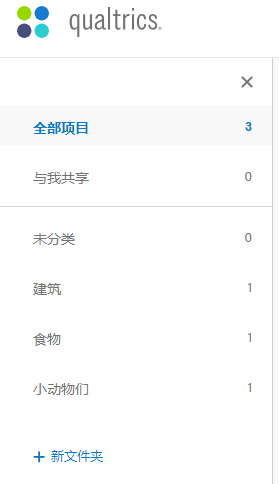 qualtrics.
全部项目 3
与我共享 0
未分类 0
建筑 1
食物 1
小动物们 1
+ 新文件夹